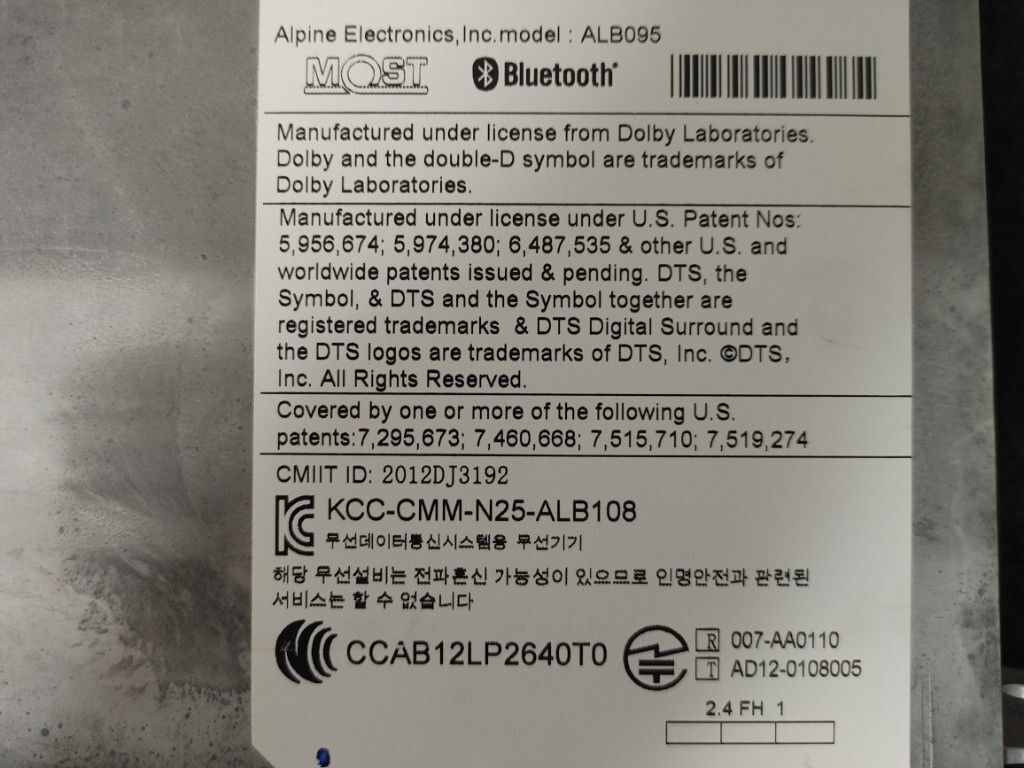 Alpine Electronics,Inc.model : ALB095
MOST Bluetooth®
Manufactured under license from Dolby Laboratories.
Dolby and the double-D symbol are trademarks of
Dolby Laboratories.
Manufactured under license under U.S. Patent Nos:
5,956,674; 5,974,380; 6,487,535 & other U.S. and
worldwide patents issued & pending. DTS, the
Symbol, & DTS and the Symbol together are
registered trademarks & DTS Digital Surround and
the DTS logos are trademarks of DTS, Inc. ©DTS,
Inc. All Rights Reserved.
Covered by one or more of the following U.S.
patents:7,295,673; 7,460,668; 7,515,710; 7,519,274
CMIIT ID: 2012DJ3192
KCC-CMM-N25-ALB108
무선데이터통신시스템용 무선기기
해당 무선설비는 전파혼신 가능성이 있으므로 인명안전과 관련된
서비스는 할 수 없습니다
CCAB12LP2640T0
R 007-AA0110
T AD12-0108005
2.4 FH 1